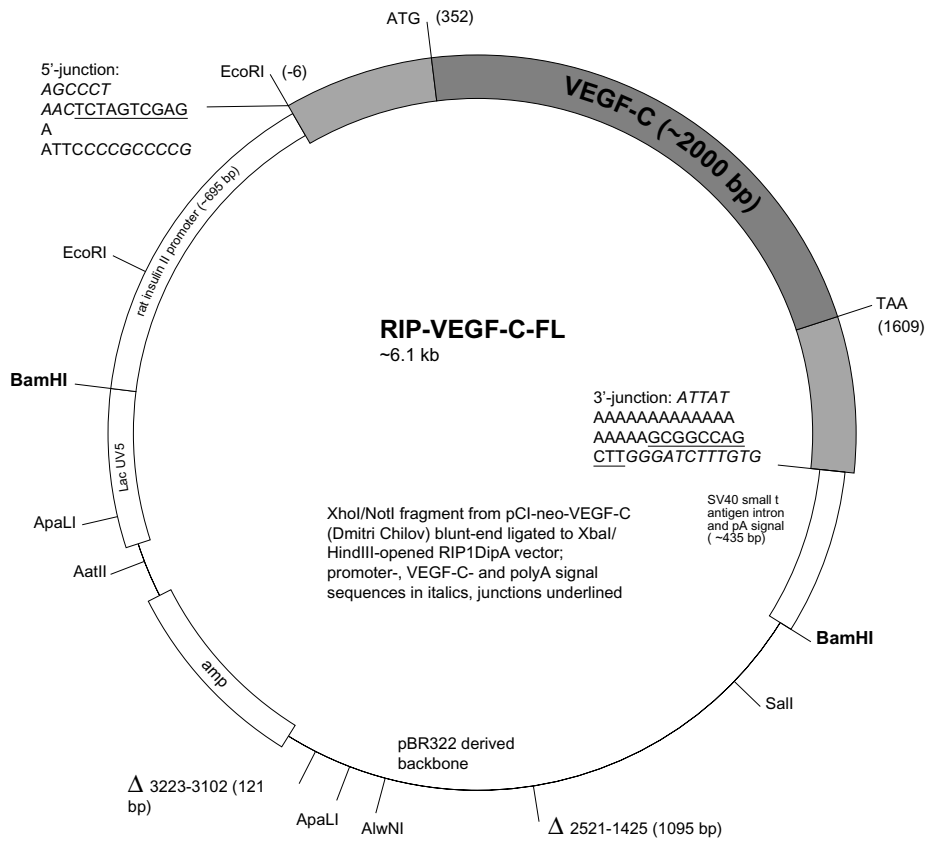 ATG (352)
5'-junction:
AGCCCT
AACTCTAGTCGAG
A
ATTCCCCGCCCCG
EcoRI (-6)
VEGF-C (~2000 bp)
rat insulin II promoter (~695 bp)
EcoRI
TAA
(1609)
RIP-VEGF-C-FL
~6.1 kb
BamHI
3'-junction: ATTAT
AAAAAAAAAAAAA
AAAAAGCGGCCAG
CTTGGGATCTTTGTG
Lac UV5
SV40 small t
antigen intron
and pA signal
( ~435 bp)
ApaLI
XhoI/NotI fragment from pCI-neo-VEGF-C
(Dmitri Chilov) blunt-end ligated to XbaI/
HindIII-opened RIP1DipA vector;
promoter-, VEGF-C- and polyA signal
sequences in italics, junctions underlined
AatII
BamHI
amp
SalI
pBR322 derived
backbone
Δ 3223-3102 (121
bp)
ApaLI
AlwNI
Δ 2521-1425 (1095 bp)